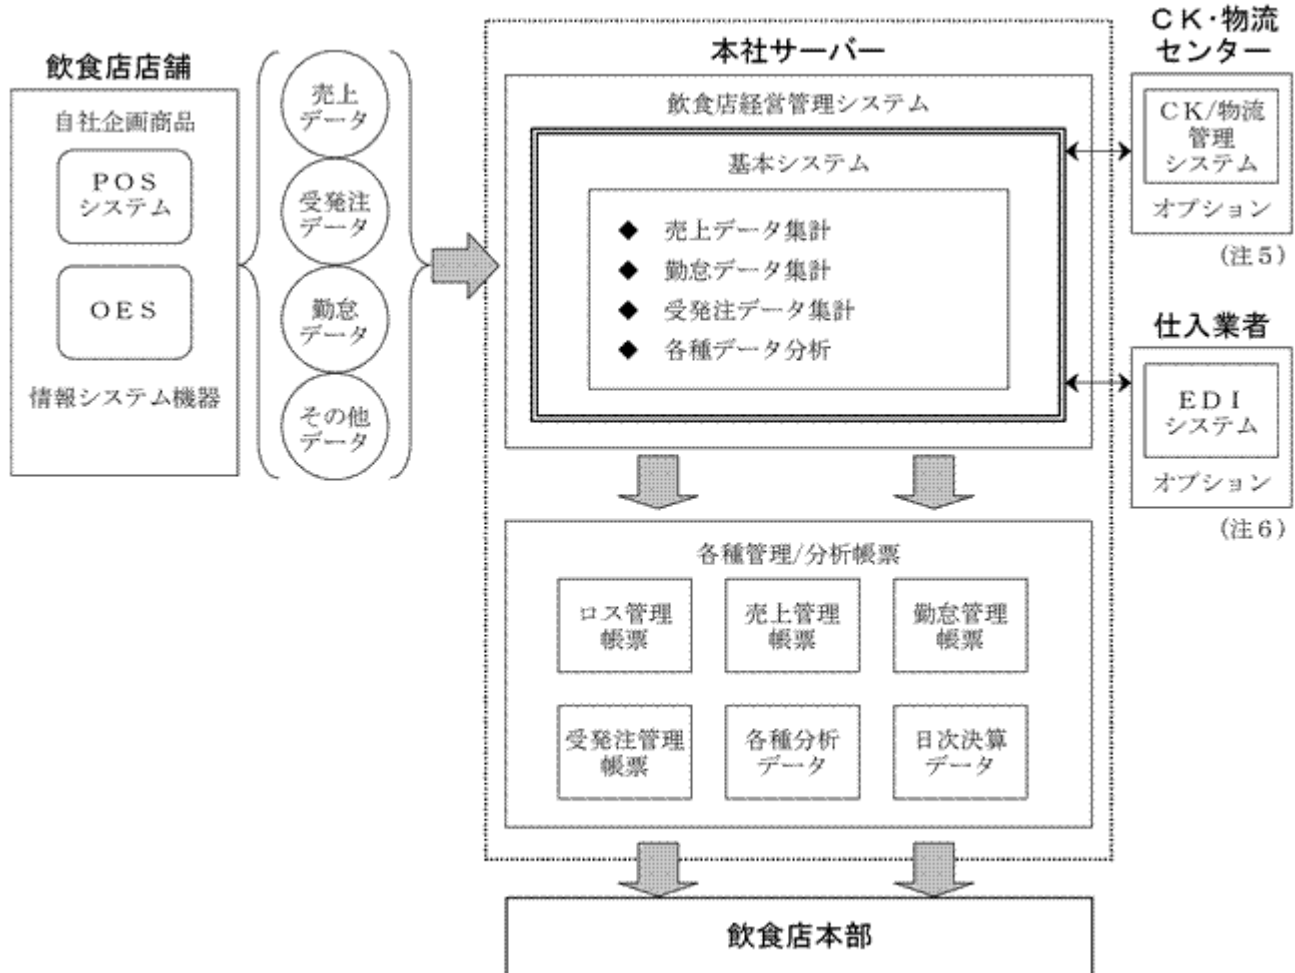 飲食店店舗
自社企画商品
ＰＯＳ
システム
ＯＥＳ
情報システム機器
売上
データ
受発注
データ
勤怠
データ
その他
データ
本社サーバー
飲食店経営管理システム
基本システム
◆ 売上データ集計
◆ 勤怠データ集計
◆ 受発注データ集計
◆ 各種データ分析
ＣＫ・物流
センター
ＣＫ/物流
管理
システム
オプション
（注５）
仕入業者
ＥＤＩ
システム
オプション
（注６）
各種管理/分析帳票
ロス管理
帳票
売上管理
帳票
勤怠管理
帳票
受発注管理
帳票
各種分析
データ
日次決算
データ
飲食店本部